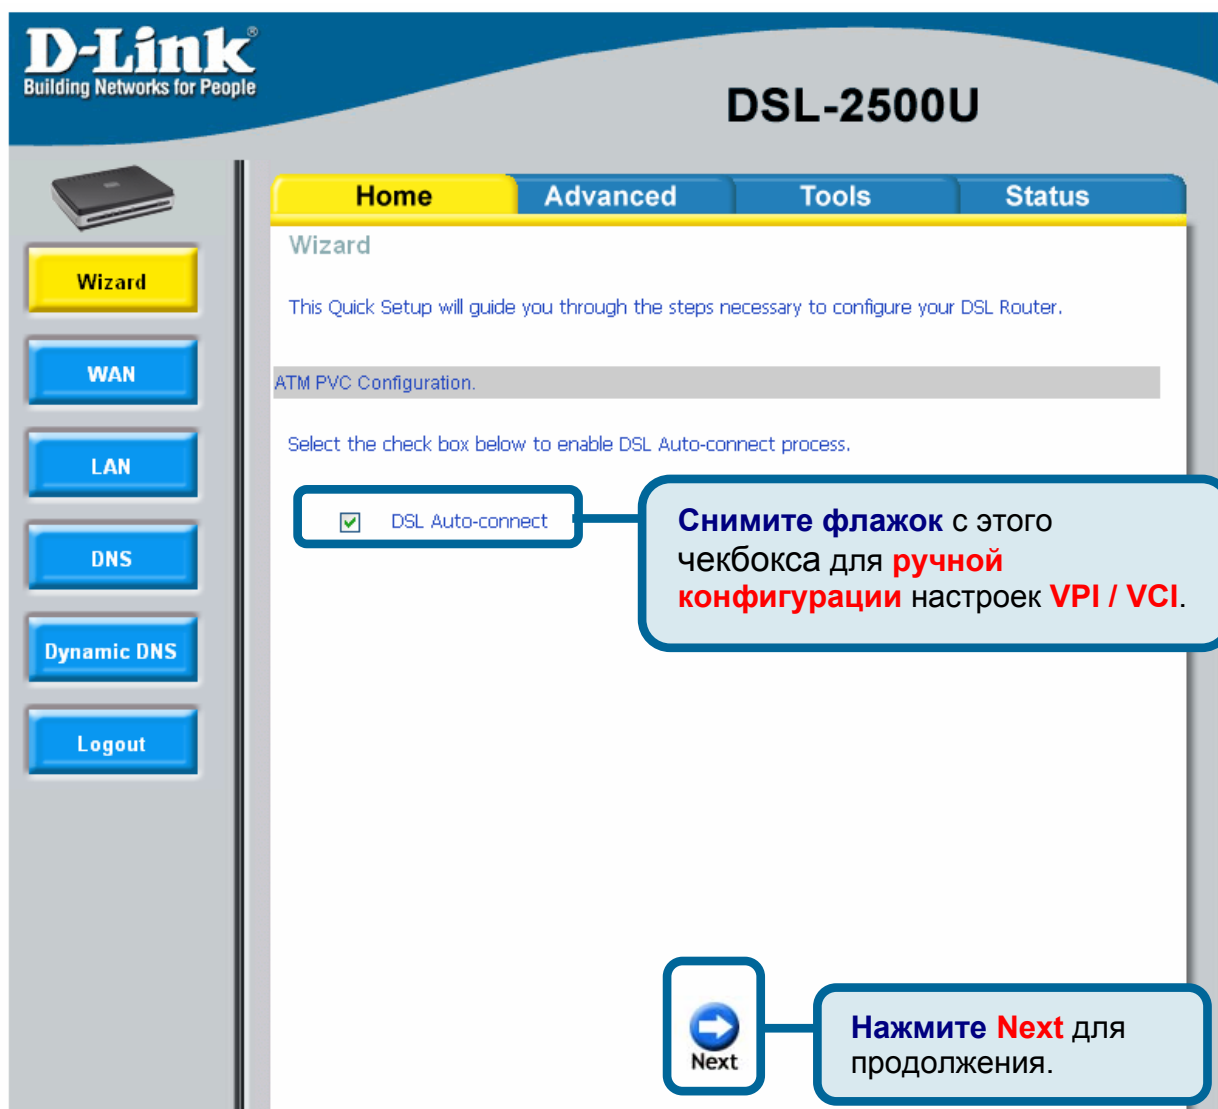 D-Link®
Building Networks for People
DSL-2500U
Home
Advanced
Tools
Status
Wizard
WAN
LAN
DNS
Dynamic DNS
Logout
Wizard
This Quick Setup will guide you through the steps necessary to configure your DSL Router.
ATM PVC Configuration.
Select the check box below to enable DSL Auto-connect process.
DSL Auto-connect
Снимите флажок с этого
чекбокса для ручной
конфигурации настроек VPI / VCI.
Next
Нажмите Next для
продолжения.